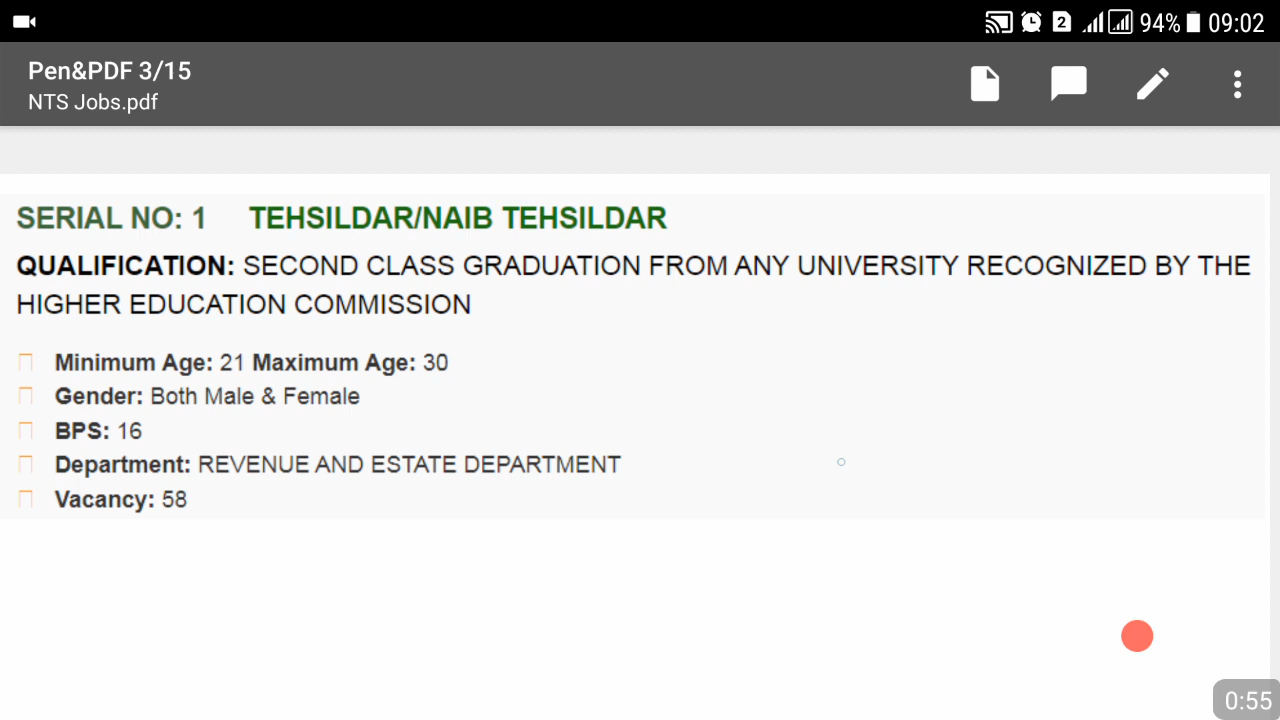 2 94% 09:02
Pen&PDF 3/15
NTS Jobs.pdf
SERIAL NO: 1 TEHSILDAR/NAIB TEHSILDAR
QUALIFICATION: SECOND CLASS GRADUATION FROM ANY UNIVERSITY RECOGNIZED BY THE
HIGHER EDUCATION COMMISSION
Minimum Age: 21 Maximum Age: 30
Gender: Both Male & Female
BPS: 16
Department: REVENUE AND ESTATE DEPARTMENT
Vacancy: 58
0:55